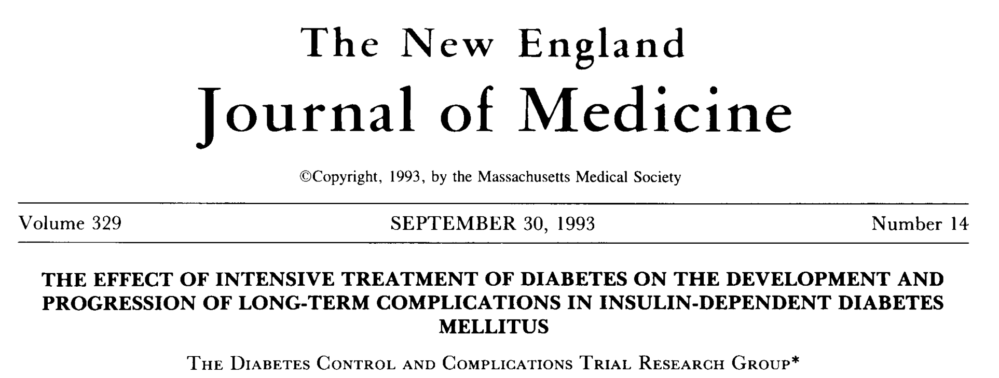 The New England
Journal of Medicine
©Copyright, 1993, by the Massachusetts Medical Society
Volume 329 SEPTEMBER 30, 1993 Number 14
THE EFFECT OF INTENSIVE TREATMENT OF DIABETES ON THE DEVELOPMENT AND
PROGRESSION OF LONG-TERM COMPLICATIONS IN INSULIN-DEPENDENT DIABETES
MELLITUS
THE DIABETES CONTROL AND COMPLICATIONS TRIAL RESEARCH GROUP*